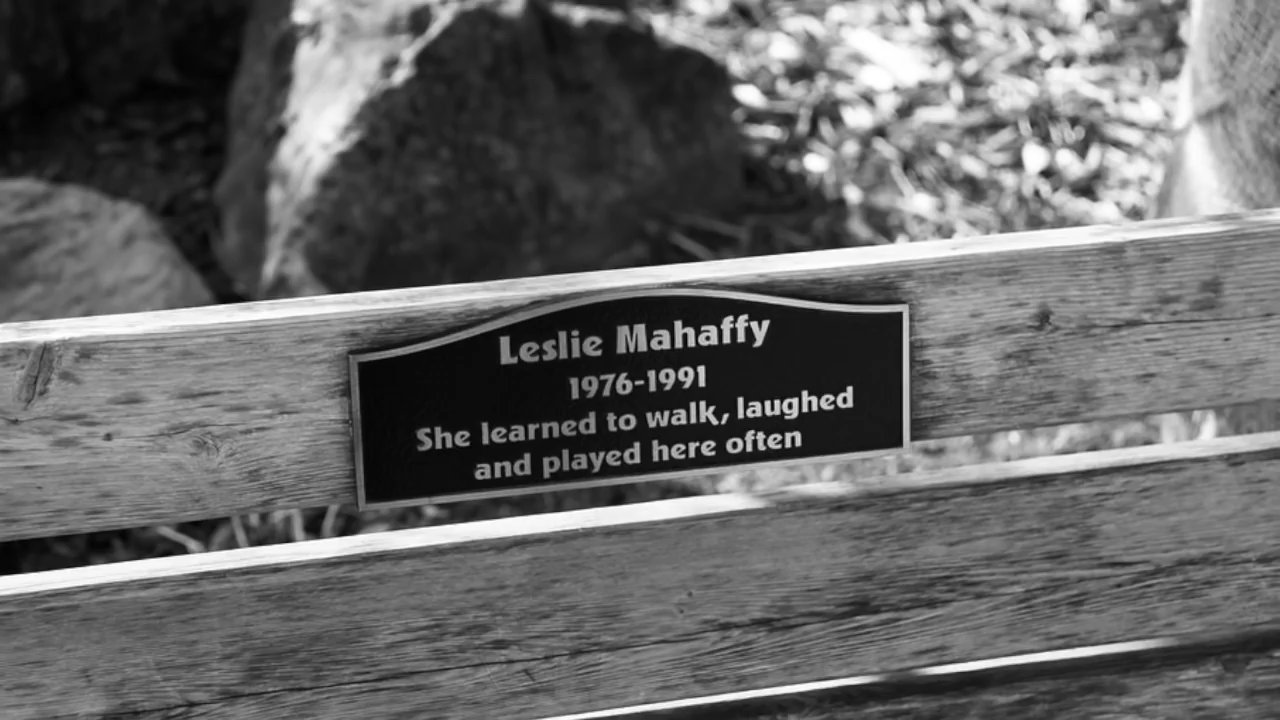 Leslie Mahaffy
1976-1991
She learned to walk, laughed
and played here often